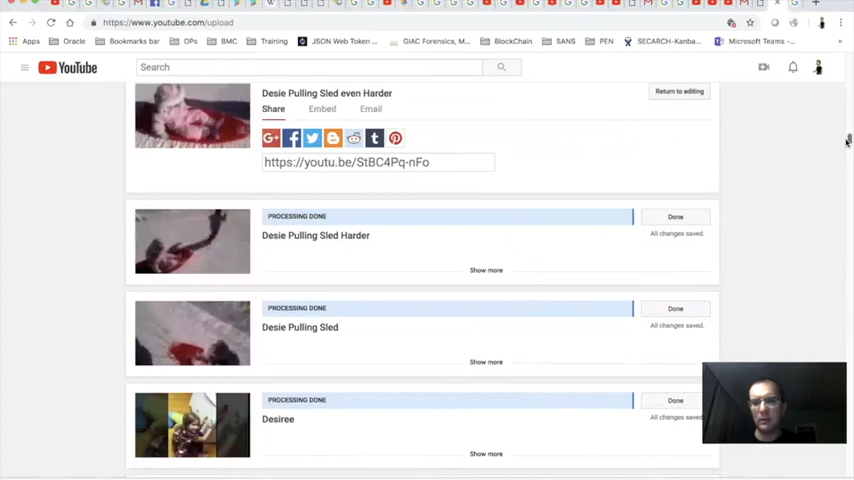 https://www.youtube.com/upload
Apps Oracle Bookmarks bar OPs BMC Training JSON Web Token ... GIAC Forensics, M... BlockChain SANS PEN SECARCH-Kanba... Microsoft Teams -... »
YouTube Search
Desie Pulling Sled even Harder Return to editing
Share Embed Email
https://youtu.be/StBC4Pq-nFo
PROCESSING DONE Done
Desie Pulling Sled Harder All changes saved.
Show more
PROCESSING DONE Done
Desie Pulling Sled All changes saved.
Show more
PROCESSING DONE Done
Desiree All changes saved.
Show more